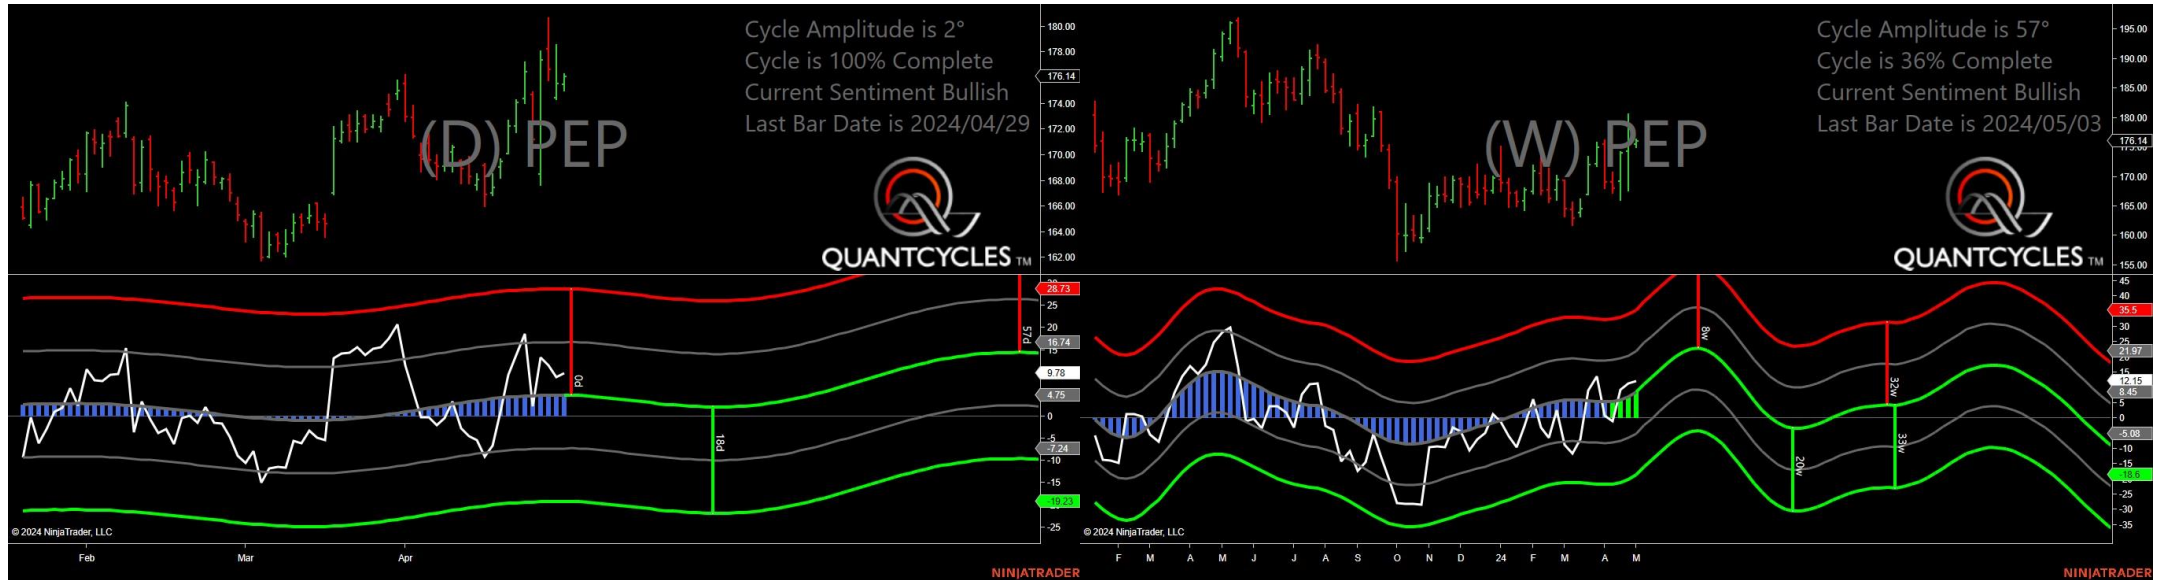 Cycle Amplitude is 2°
Cycle is 100% Complete
Current Sentiment Bullish
Last Bar Date is 2024/04/29
(D) PEP
QUANTCYCLES TM
180.00
178.00
176.14
174.00
172.00
170.00
168.00
166.00
164.00
162.00
28.73
25
20
16.74
15
9.78
4.75
0
-5
-7.24
-10
-15
-19.23
-25
0d
18d
57d
© 2024 NinjaTrader, LLC
Feb Mar Apr
NINJATRADER
Cycle Amplitude is 57°
Cycle is 36% Complete
Current Sentiment Bullish
Last Bar Date is 2024/05/03
(W) PEP
QUANTCYCLES TM
195.00
190.00
185.00
180.00
176.14
170.00
165.00
160.00
155.00
45
40
35.5
30
25
21.97
15
12.15
8.45
5
0
-5.08
-10
-15
-18.6
-25
-30
-35
8w
20w
32w
33w
© 2024 NinjaTrader, LLC
F M A M J J A S O N D 24 F M A M
NINJATRADER